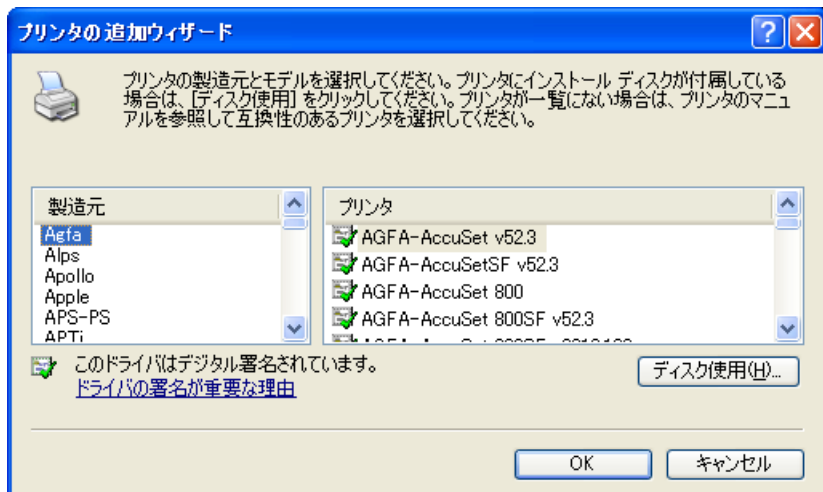 プリンタの追加ウィザード
プリンタの製造元とモデルを選択してください。プリンタにインストール ディスクが付属している
場合は、[ディスク使用] をクリックしてください。プリンタが一覧にない場合は、プリンタのマニュ
アルを参照して互換性のあるプリンタを選択してください。
製造元
プリンタ
Agfa
Alps
Apollo
Apple
APS-PS
APTi
AGFA-AccuSet v52.3
AGFA-AccuSetSF v52.3
AGFA-AccuSet 800
AGFA-AccuSet 800SF v52.3
このドライバはデジタル署名されています。
ドライバの署名が重要な理由
ディスク使用(H)...
OK
キャンセル